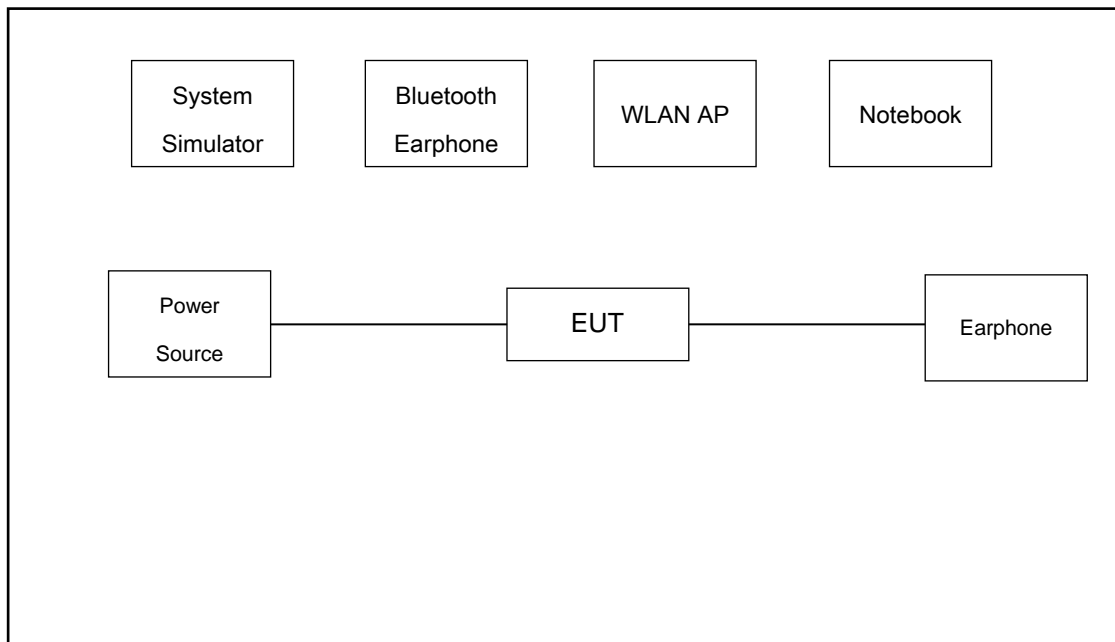 System
Simulator
Bluetooth
Earphone
WLAN AP
Notebook
Power
Source
EUT
Earphone